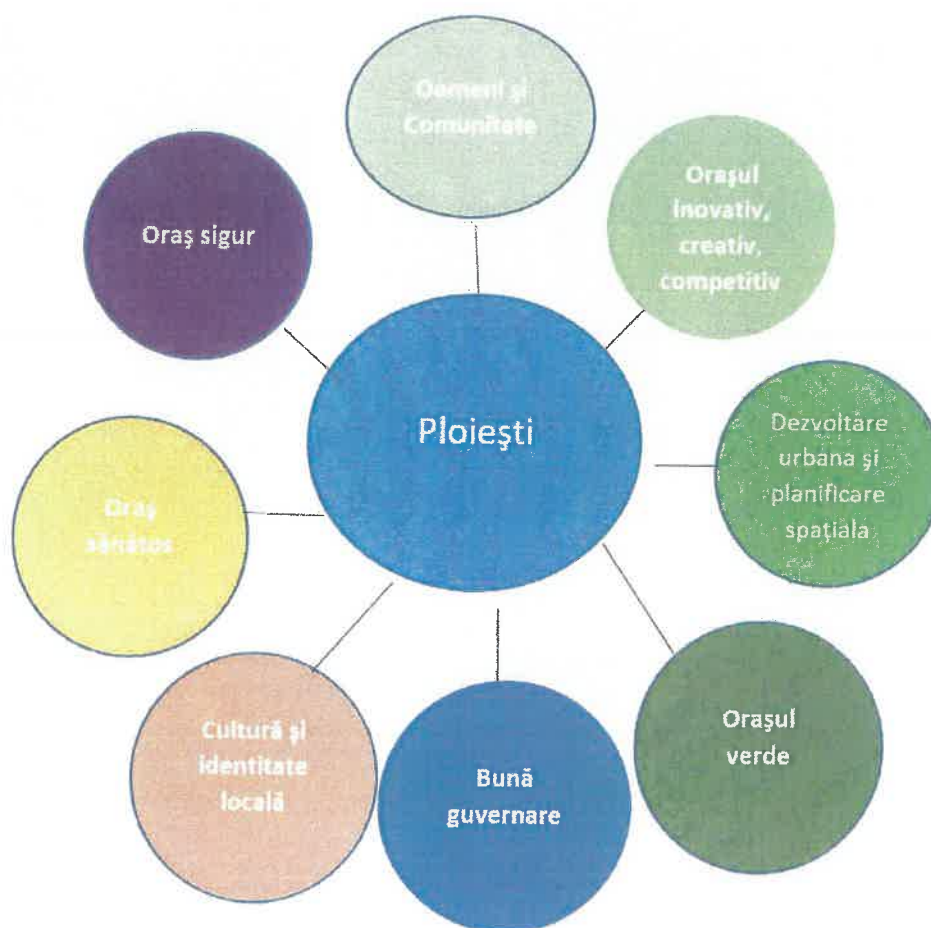 Oameni şi
Comunitate
Oraşul
inovativ,
creativ,
competitiv
Oraş sigur
Ploieşti
Dezvoltare
urbana şi
planificare
spaţiala
Oraş
sănătos
Oraşul
verde
Cultură şi
identitate
locală
Bună
guvernare